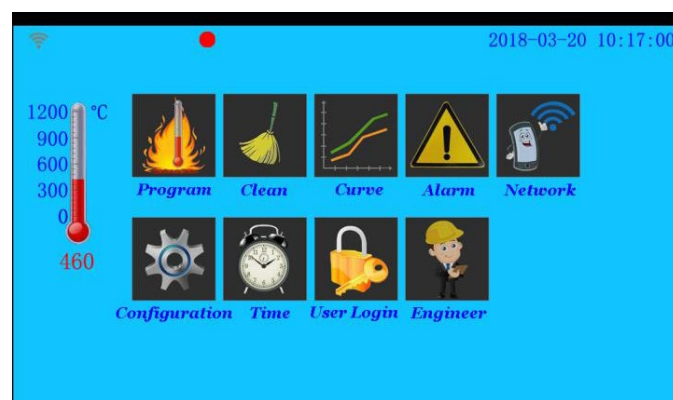 2018-03-20 10:17:00
1200 °C
900
600
300
0
460
Program Clean Curve Alarm Network
Configuration Time User Login Engineer